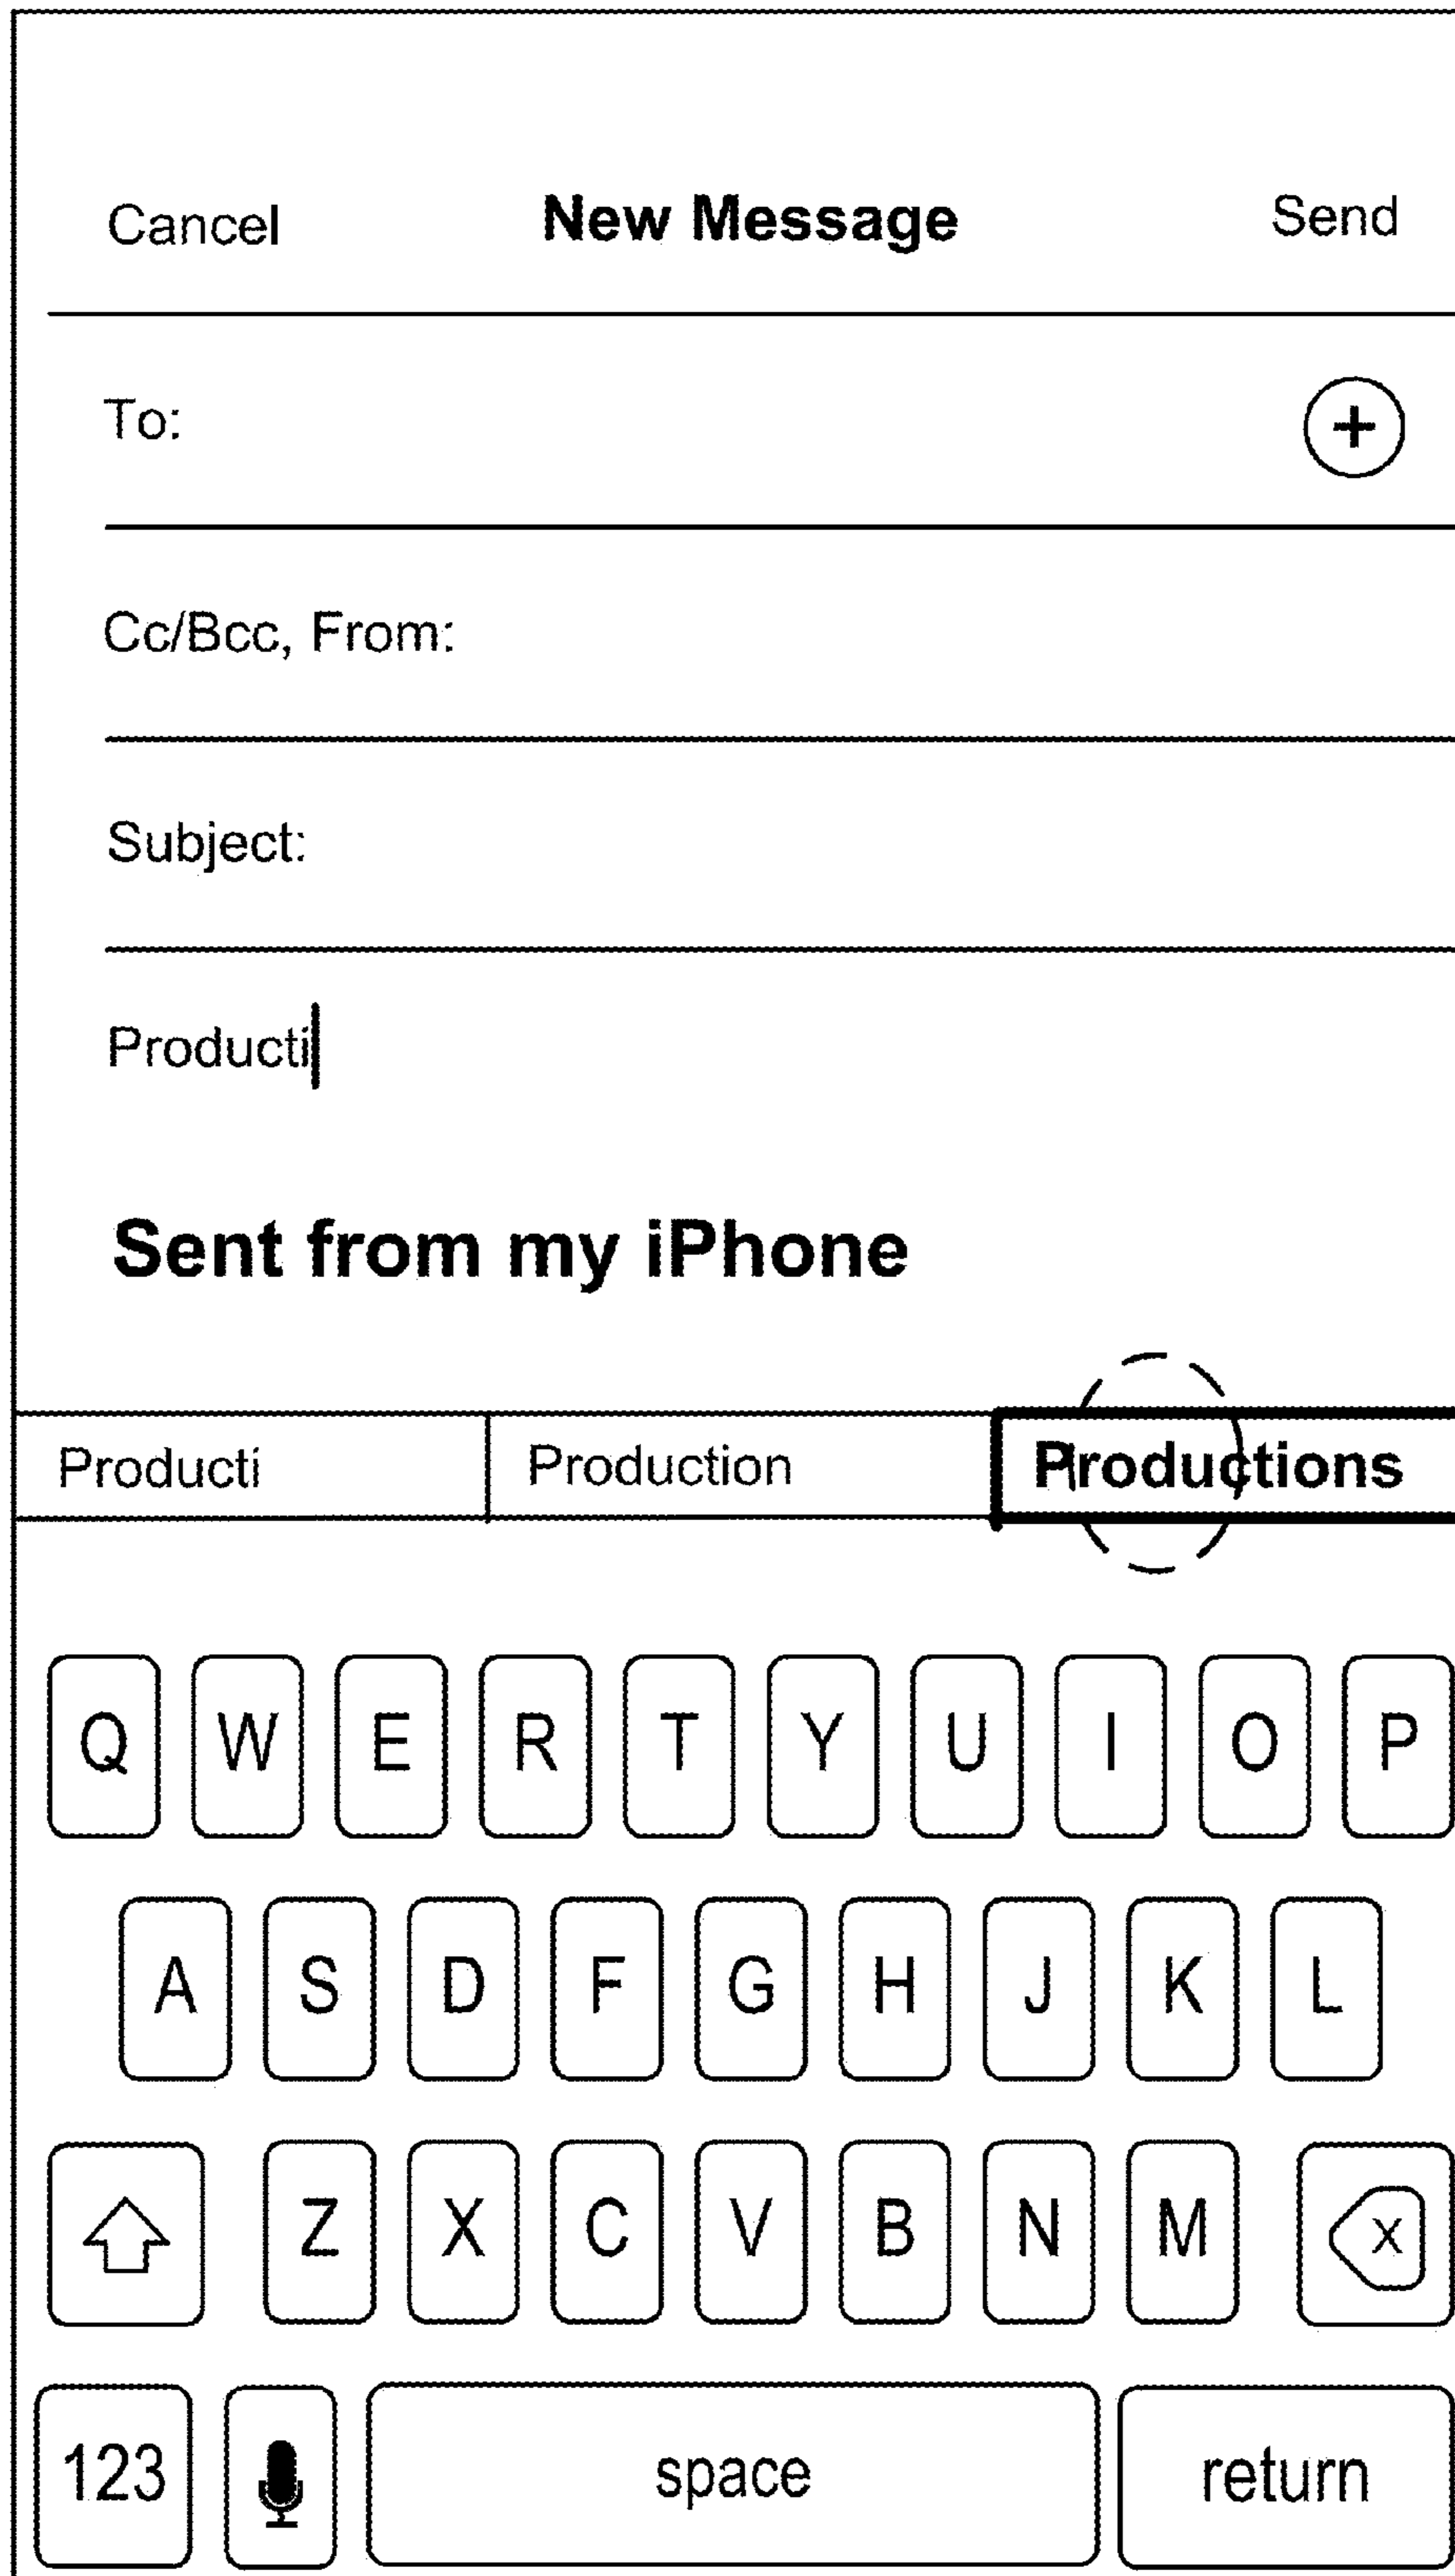 Cancel New Message Send
To: +
Cc/Bcc, From:
Subject:
Producti
Sent from my iPhone
Producti Production Productions
Q W E R T Y U I O P
A S D F G H J K L
Z X C V B N M X
123 space return